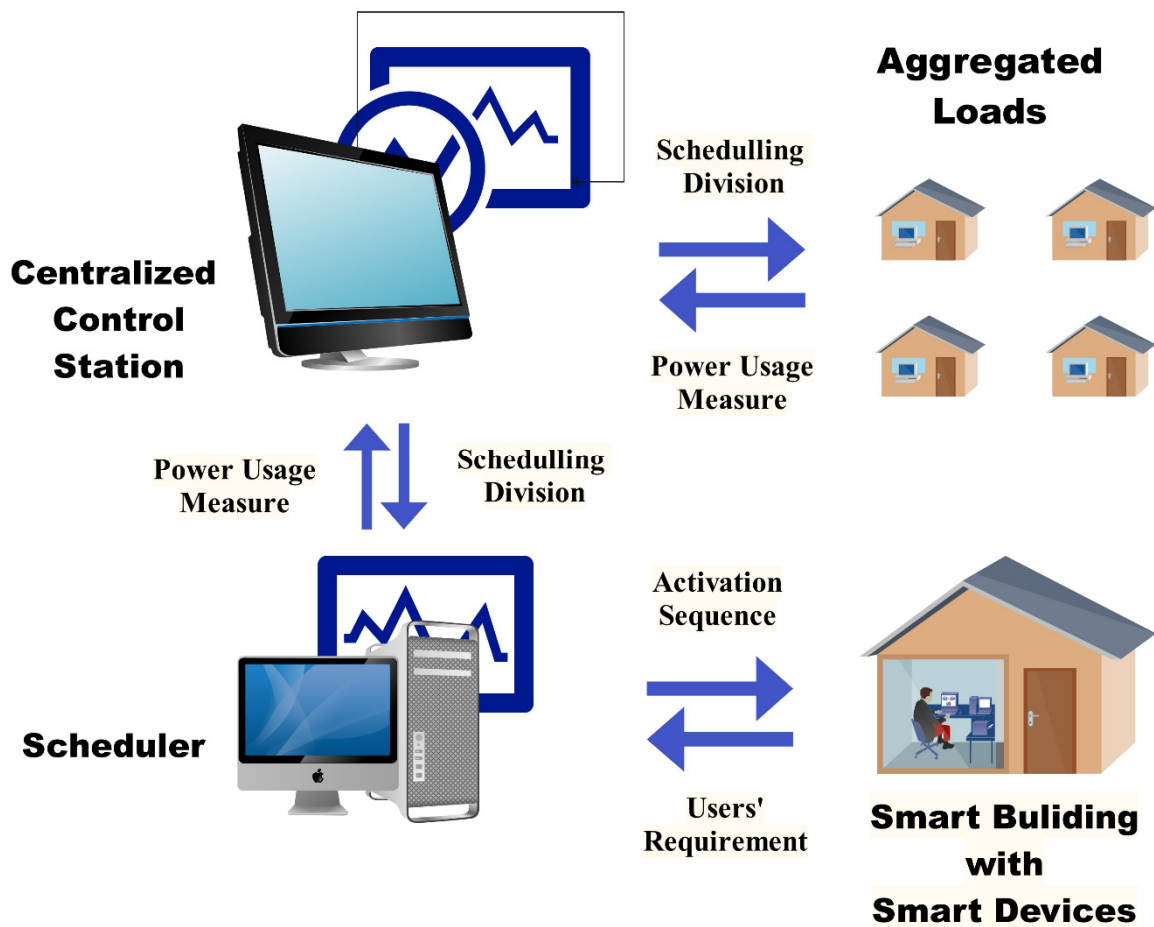 Aggregated
Loads
Schedulling
Division
Centralized
Control
Station
Power Usage
Measure
Power Usage
Measure
Schedulling
Division
Activation
Sequence
Scheduler
Users'
Requirement
Smart Buliding
with
Smart Devices